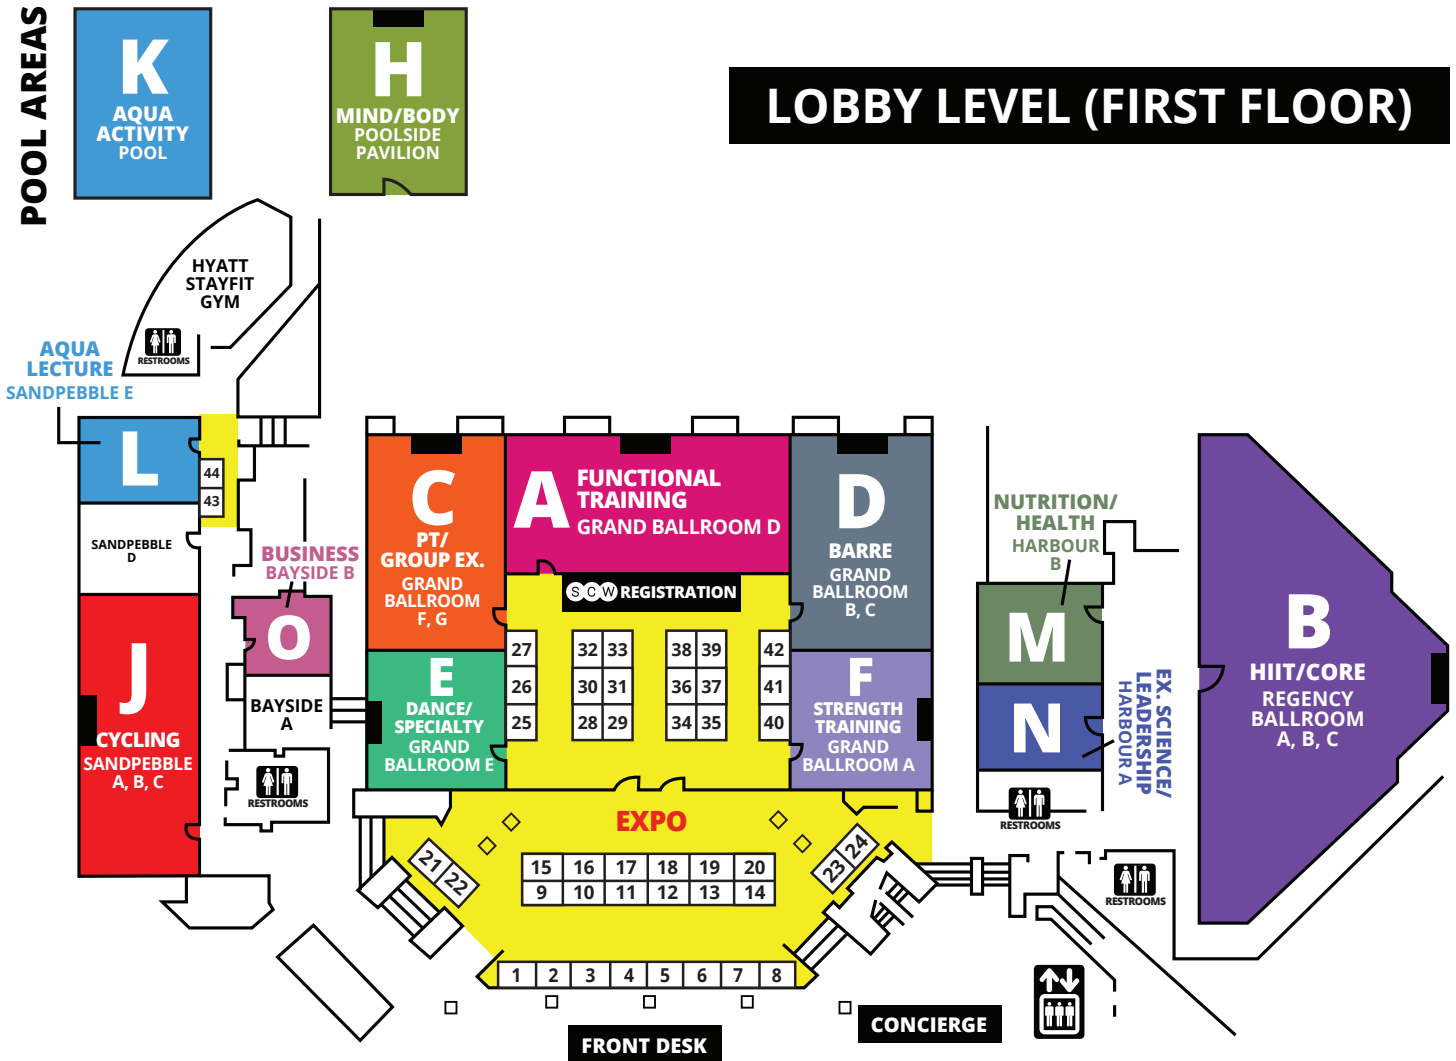 POOL AREAS
K
AQUA
ACTIVITY
POOL
H
MIND/BODY
POOLSIDE
PAVILION
LOBBY LEVEL (FIRST FLOOR)
HYATT
STAYFIT
GYM
RESTROOMS
AQUA
LECTURE
SANDPEBBLE E
L
44
43
SANDPEBBLE
D
J
CYCLING
SANDPEBBLE
A, B, C
BUSINESS
BAYSIDE B
O
BAYSIDE
A
RESTROOMS
C
PT/
GROUP EX.
GRAND
BALLROOM
F, G
A
FUNCTIONAL
TRAINING
GRAND BALLROOM D
D
BARRE
GRAND
BALLROOM
B, C
SCW REGISTRATION
E
DANCE/
SPECIALTY
GRAND
BALLROOM E
F
STRENGTH
TRAINING
GRAND
BALLROOM A
27 32 33 38 39 42
26 30 31 36 37 41
25 28 29 34 35 40
EXPO
21 22
15 16 17 18 19 20
9 10 11 12 13 14
23 24
1 2 3 4 5 6 7 8
NUTRITION/
HEALTH
HARBOUR
B
M
N
EX. SCIENCE/
LEADERSHIP
HARBOUR A
RESTROOMS
B
HIIT/CORE
REGENCY
BALLROOM
A, B, C
RESTROOMS
CONCIERGE
FRONT DESK